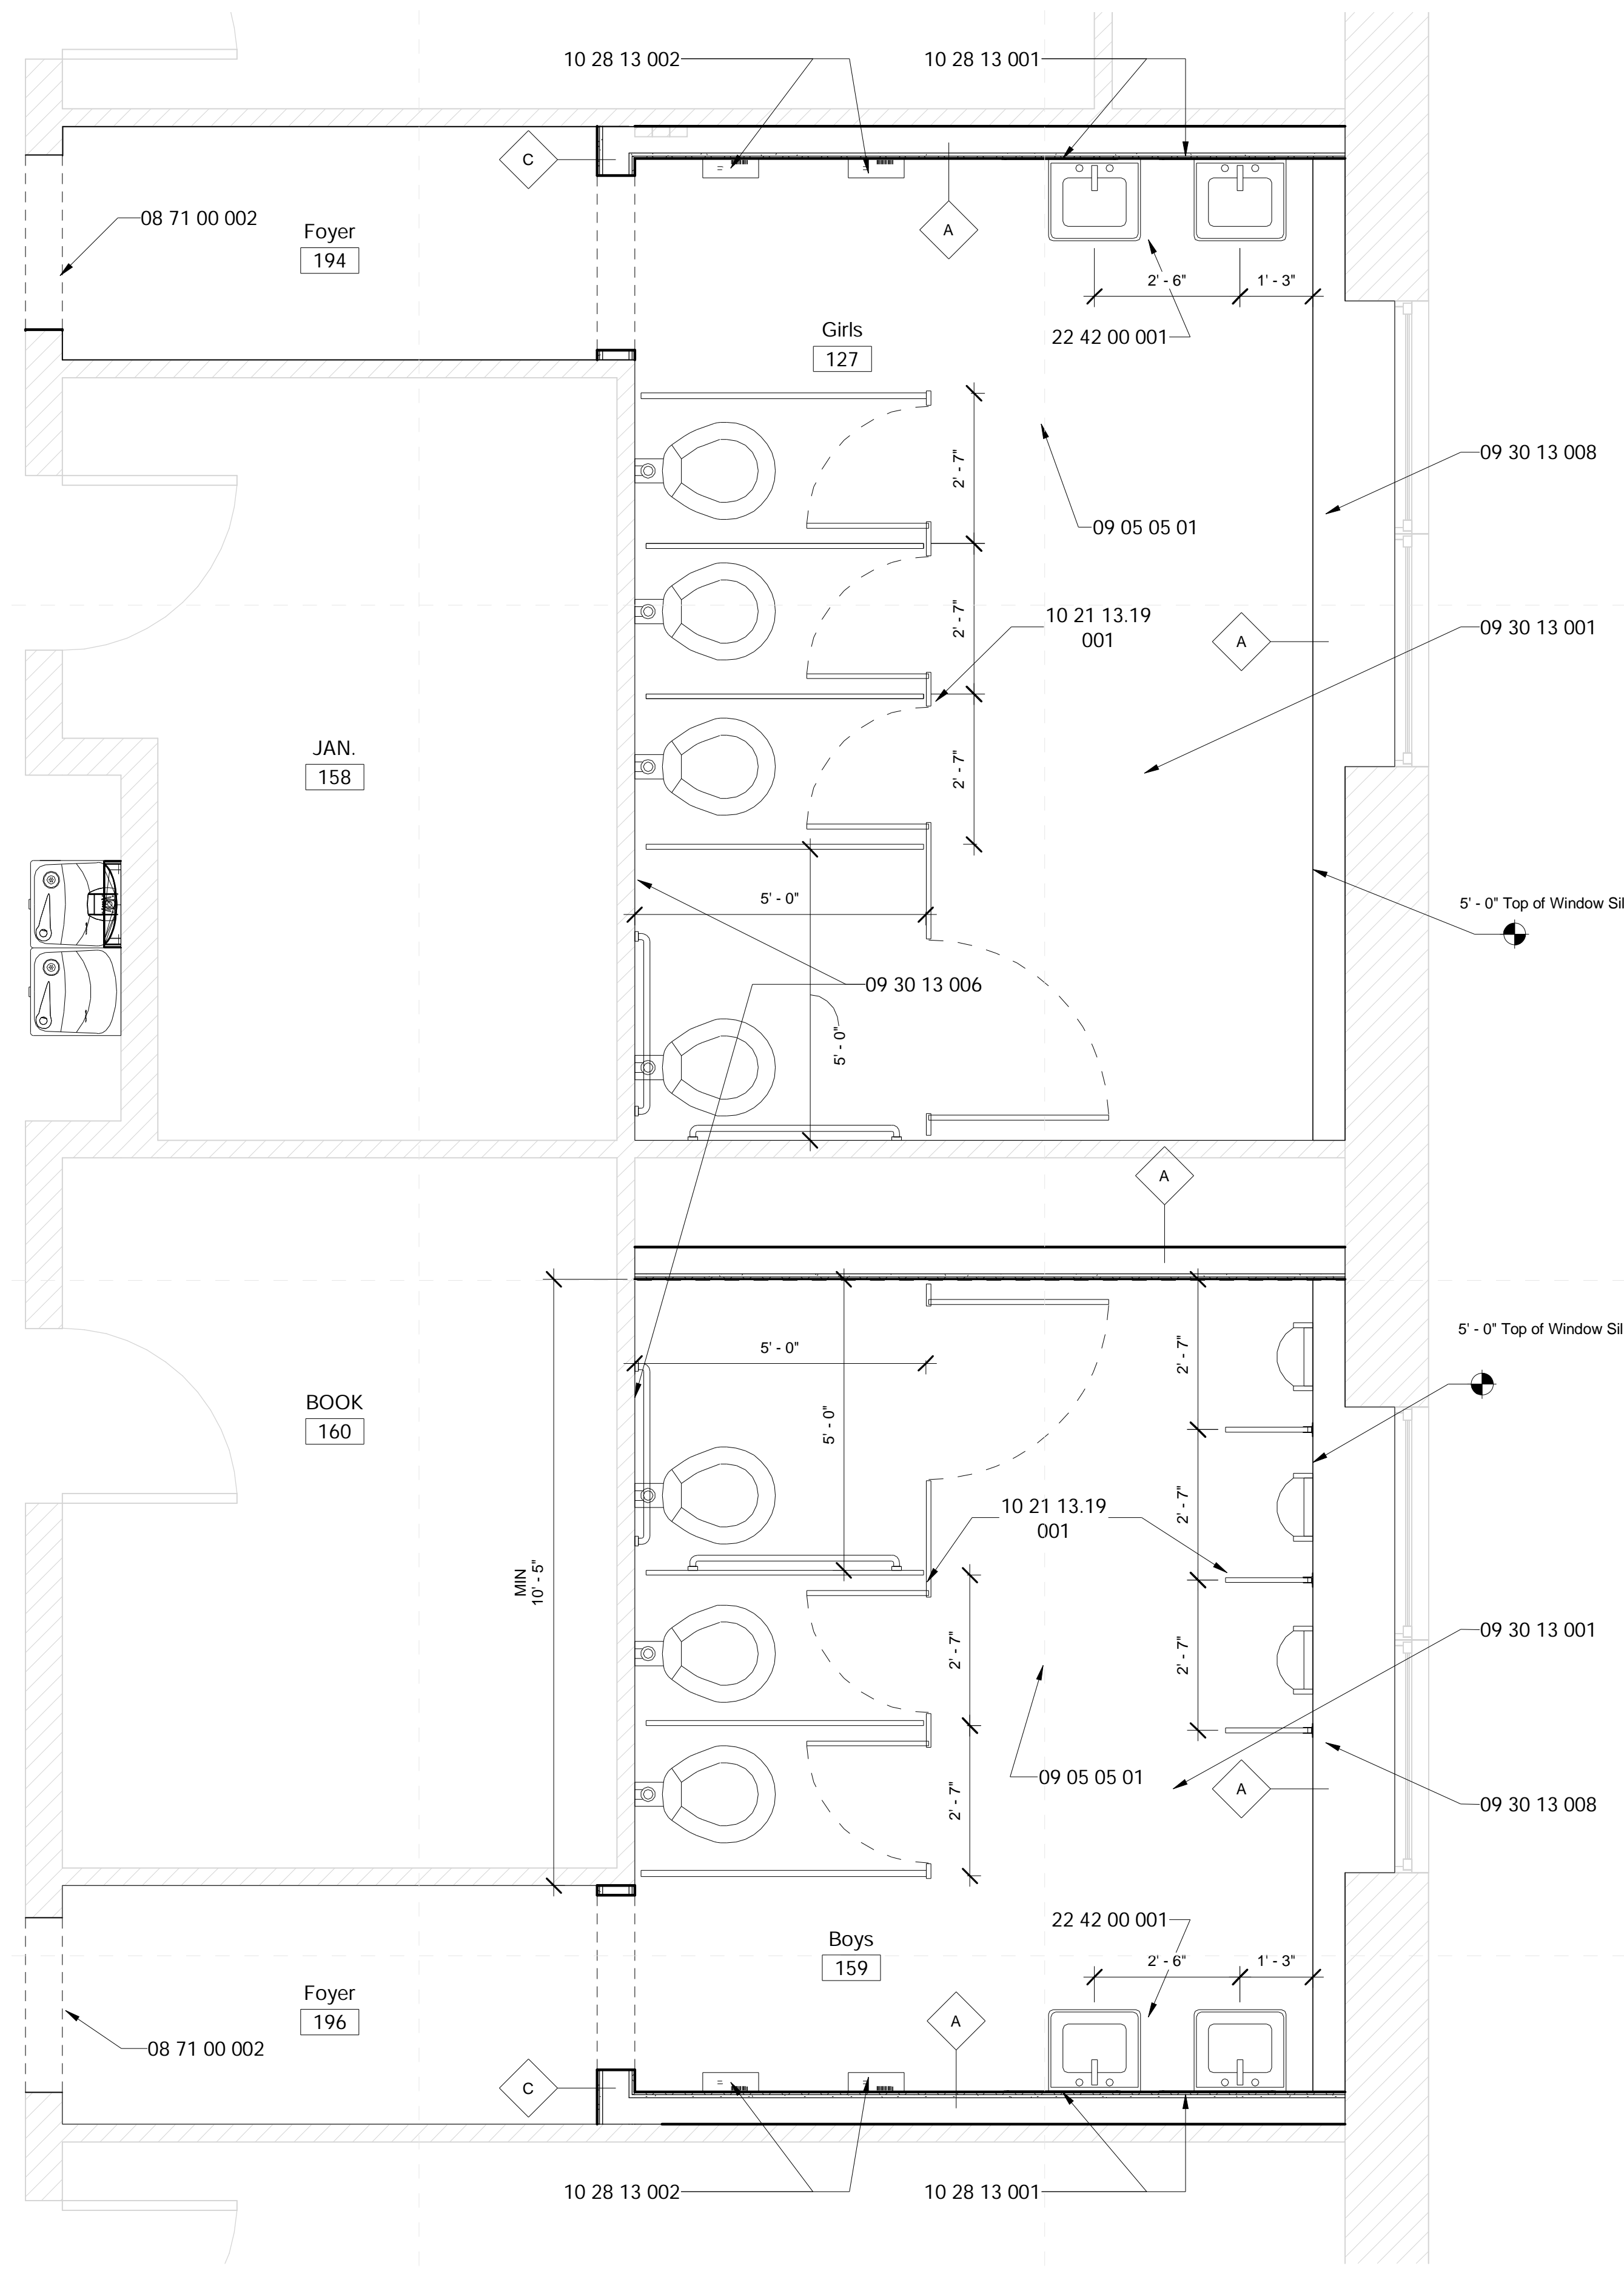 10 28 13 002
10 28 13 001
C
08 71 00 002
Foyer
194
A
2' - 6"
1' - 3"
22 42 00 001
Girls
127
2' - 7"
09 30 13 008
09 05 05 01
2' - 7"
10 21 13.19
001
A
09 30 13 001
2' - 7"
JAN.
158
5' - 0"
5' - 0" Top of Window Sil
09 30 13 006
5' - 0"
A
5' - 0"
2' - 7"
5' - 0" Top of Window Sil
BOOK
160
5' - 0"
2' - 7"
10 21 13.19
001
MIN
10' - 5"
2' - 7"
2' - 7"
09 30 13 001
09 05 05 01
2' - 7"
A
09 30 13 008
22 42 00 001
Boys
159
2' - 6"
1' - 3"
Foyer
196
A
08 71 00 002
C
10 28 13 002
10 28 13 001